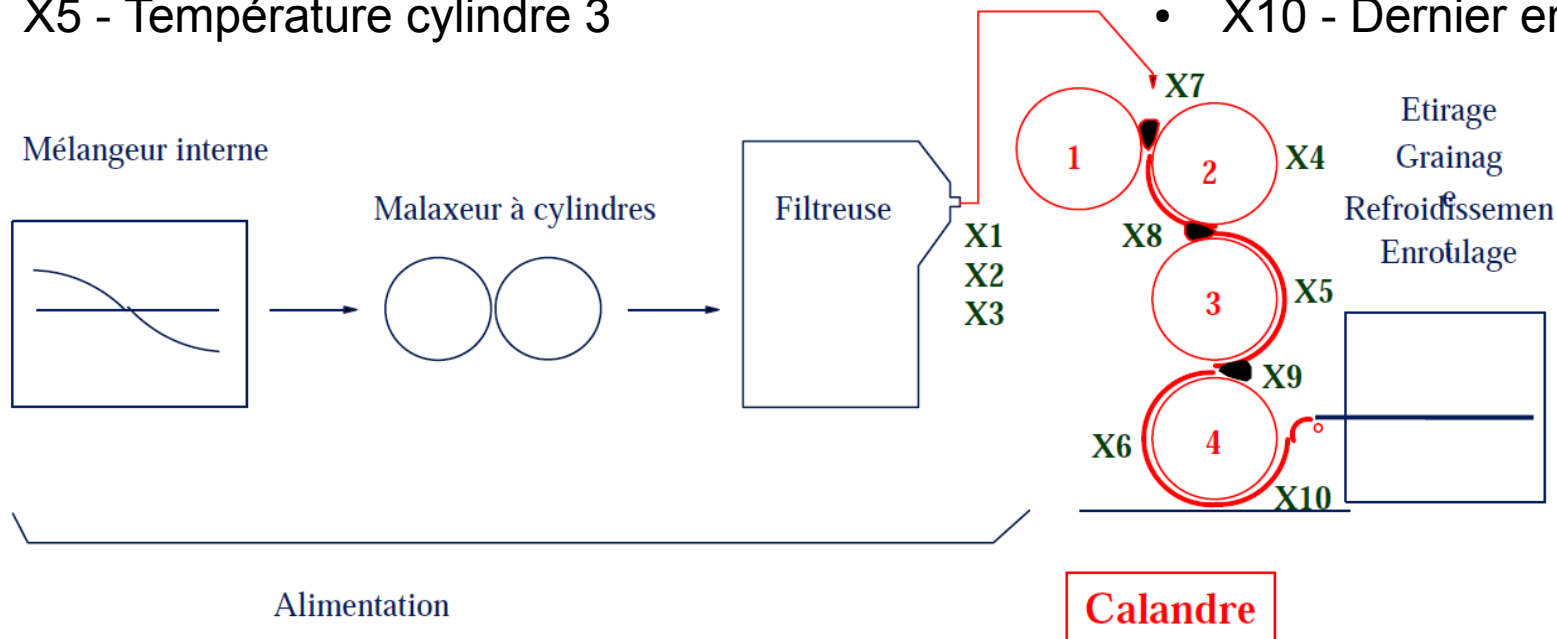 X5 - Température cylindre 3
• X10 - Dernier
Mélangeur interne
Malaxeur à cylindres
Filtreuse
X1
X2
X3
X7
1
2
X4
X8
3
X5
X9
X6
4
X10
Etirage
Grainag
e
Refroidissemen
t
Enroulage
Alimentation
Calandre